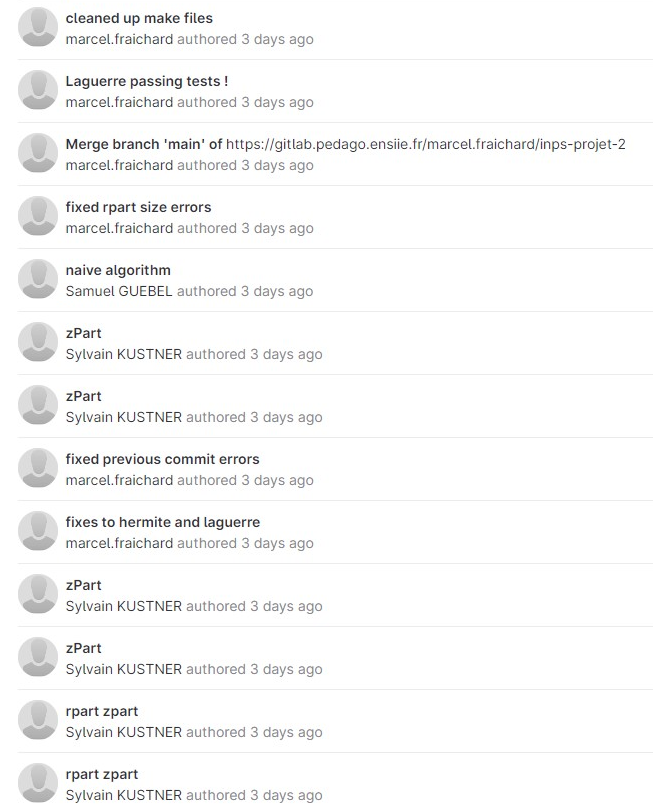 cleaned up make files
marcel.fraichard authored 3 days ago
Laguerre passing tests !
marcel.fraichard authored 3 days ago
Merge branch 'main' of https://gitlab.pedago.ensiie.fr/marcel.fraichard/inps-projet-2
marcel.fraichard authored 3 days ago
fixed rpart size errors
marcel.fraichard authored 3 days ago
naive algorithm
Samuel GUEBEL authored 3 days ago
zPart
Sylvain KUSTNER authored 3 days ago
zPart
Sylvain KUSTNER authored 3 days ago
fixed previous commit errors
marcel.fraichard authored 3 days ago
fixes to hermite and laguerre
marcel.fraichard authored 3 days ago
zPart
Sylvain KUSTNER authored 3 days ago
zPart
Sylvain KUSTNER authored 3 days ago
rpart zpart
Sylvain KUSTNER authored 3 days ago
rpart zpart
Sylvain KUSTNER authored 3 days ago